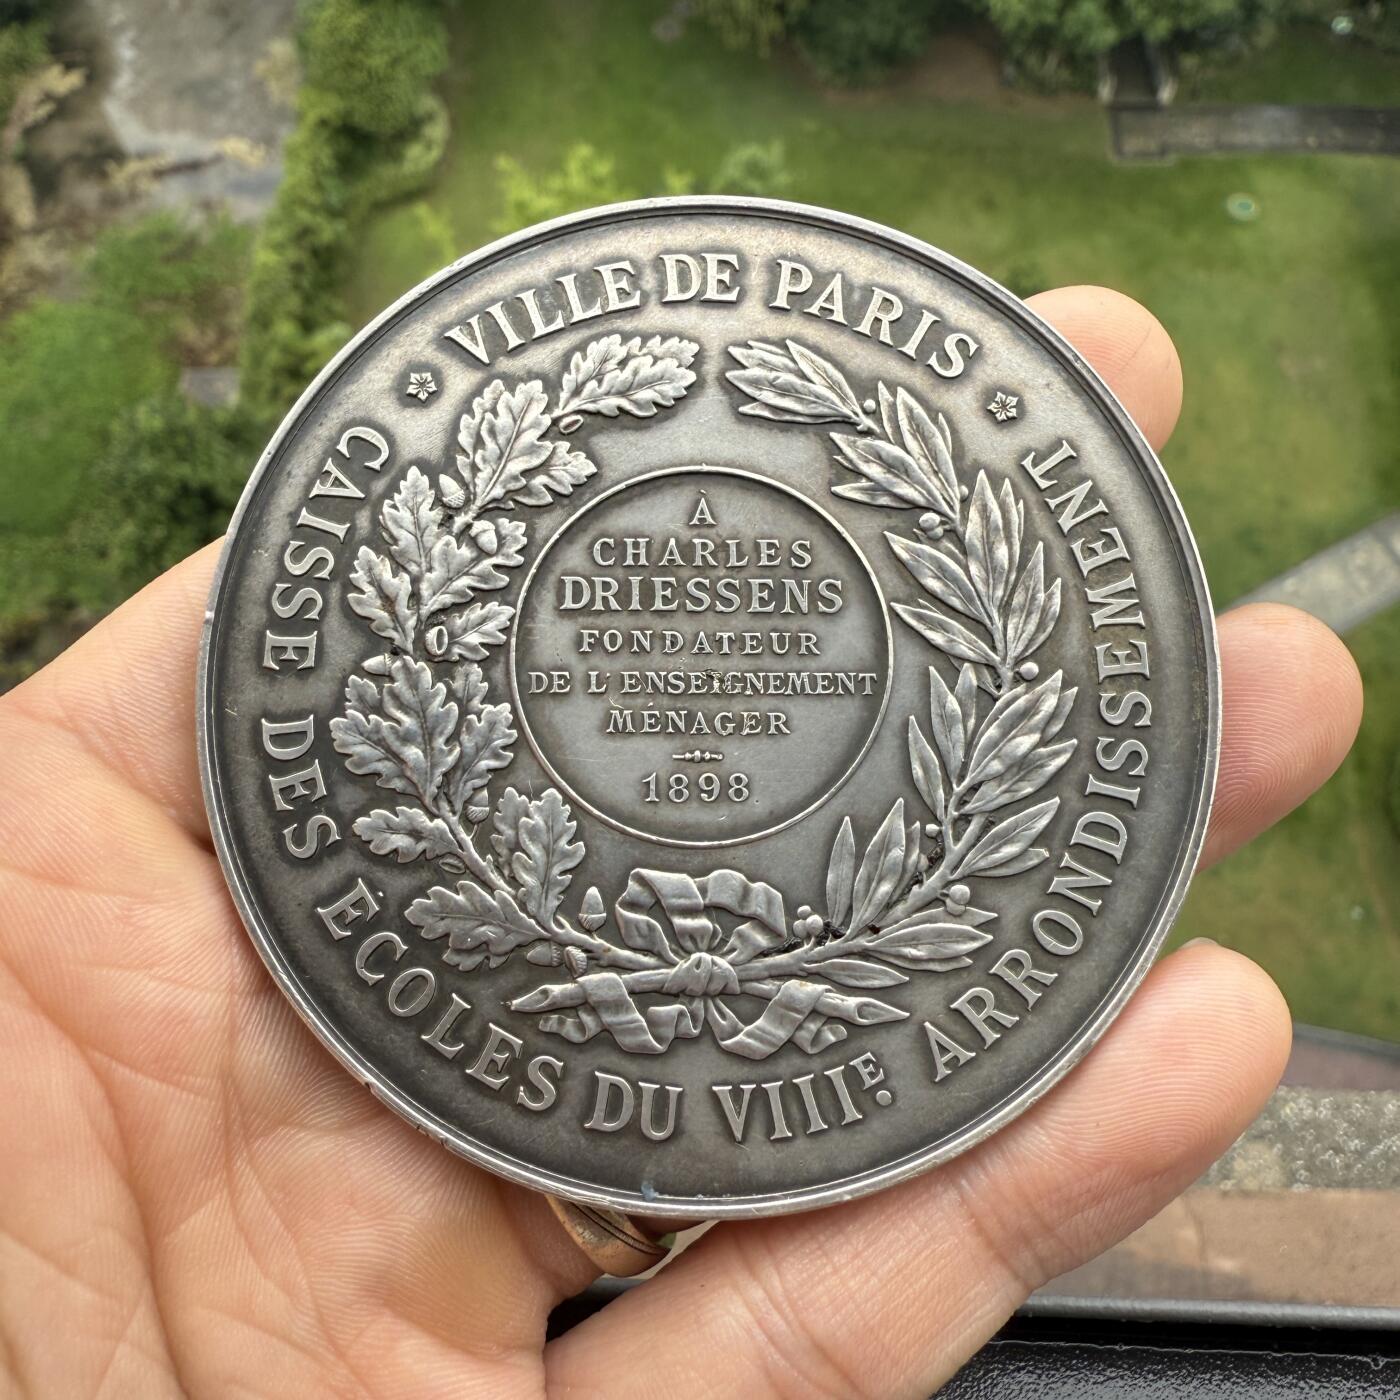 VILLE DE PARIS
CAISSE DES ÉCOLES DU VIIIE. ARRONDISSEMENT
À
CHARLES
DRIESSENS
FONDATEUR
DE L'ENSEIGNEMENT
MÉNAGER
1898